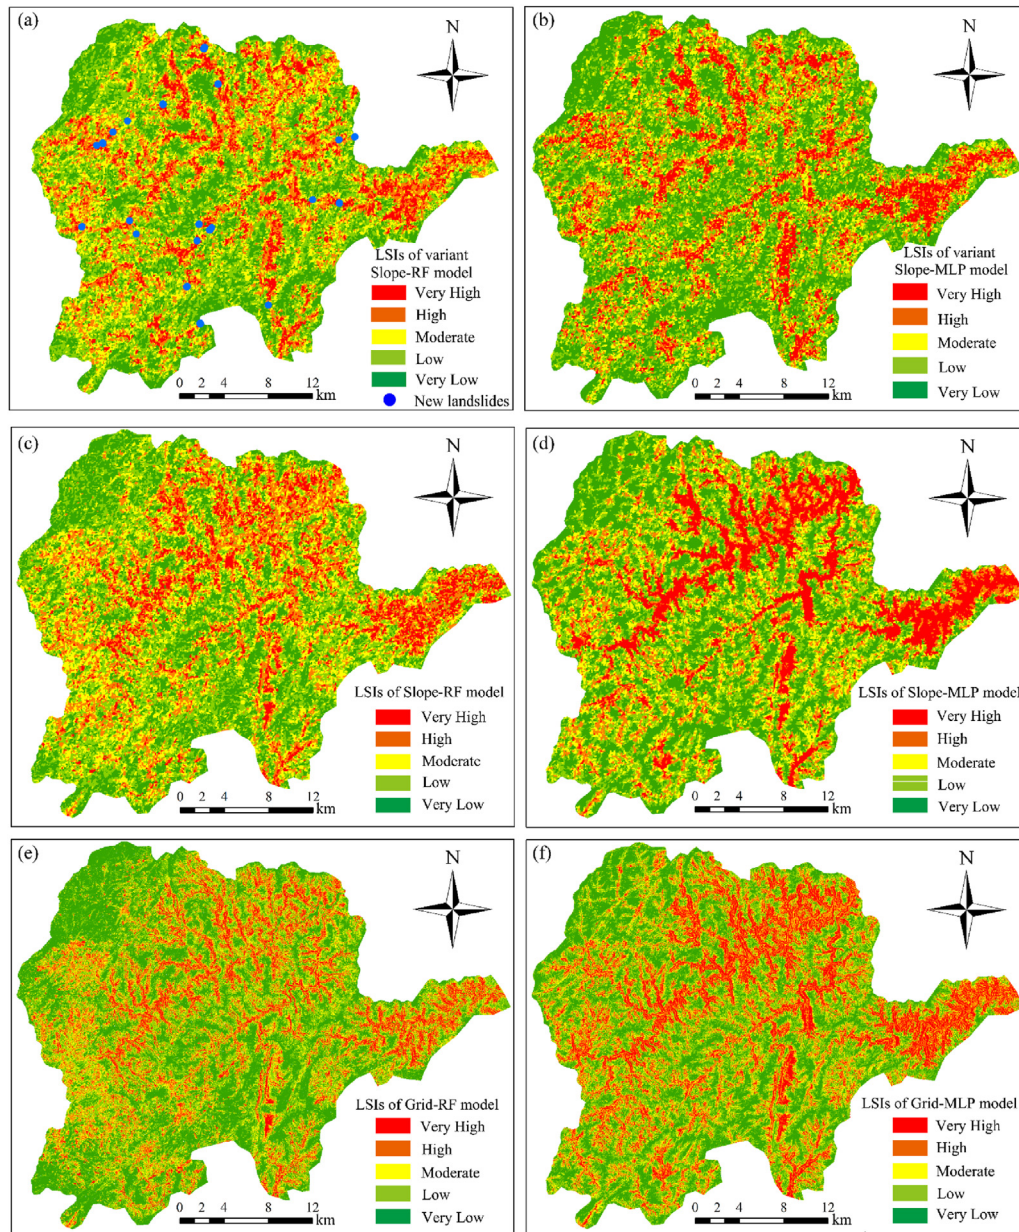 (a)
N
LSIs of variant
Slope-RF model
Very High
High
Moderate
Low
Very Low
New landslides
0 2 4 8 12
km
(b)
N
LSIs of variant
Slope-MLP model
Very High
High
Moderate
Low
Very Low
0 2 4 8 12
km
(c)
N
LSIs of Slope-RF model
Very High
High
Moderate
Low
Very Low
0 2 4 8 12
km
(d)
N
LSIs of Slope-MLP model
Very High
High
Moderate
Low
Very Low
0 2 4 8 12
km
(e)
N
LSIs of Grid-RF model
Very High
High
Moderate
Low
Very Low
0 2 4 8 12
km
(f)
N
LSIs of Grid-MLP model
Very High
High
Moderate
Low
Very Low
0 2 4 8 12
km